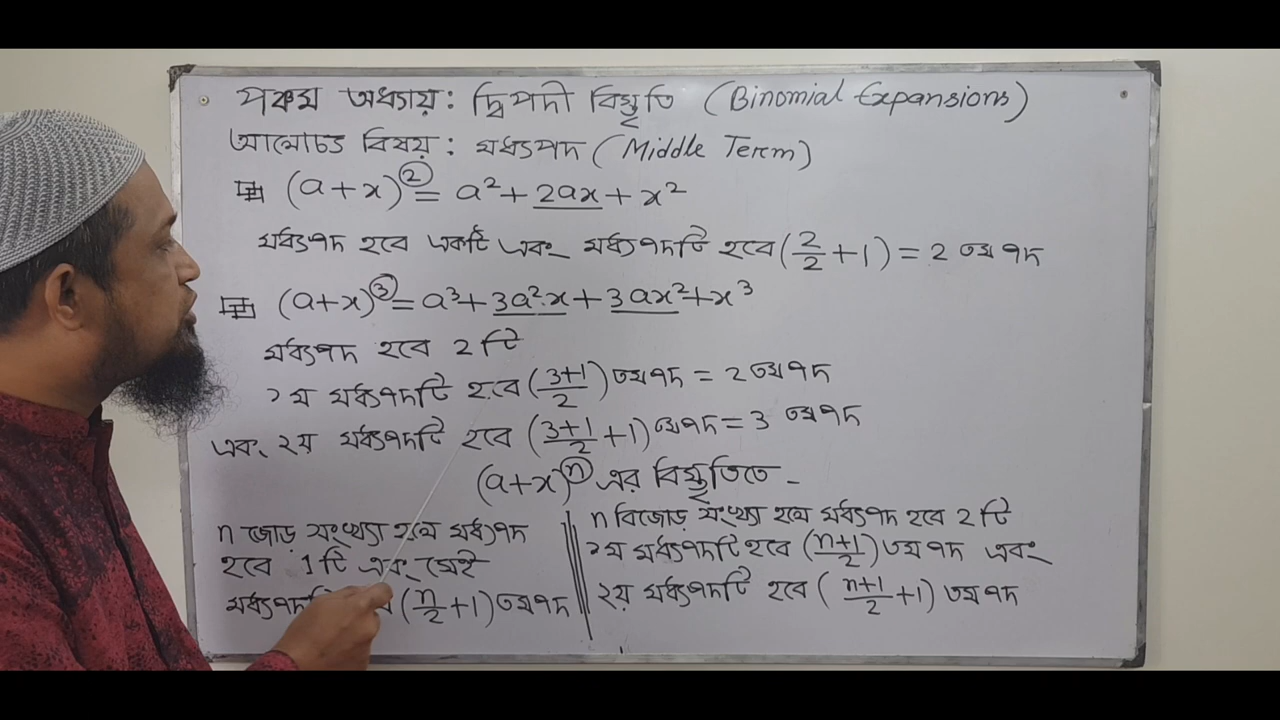 পঞ্চম অধ্যায়: দ্বিপদী বিস্তৃতি (Binomial Expansions)
আলোচ্য বিষয়: মধ্যপদ (Middle Term)
(a+x)² = a² + 2ax + x²
মধ্যপদ হবে একটি এবং মধ্যপদটি হবে (2/2 + 1) = 2 তম পদ
(a+x)³ = a³ + 3a²x + 3ax² + x³
মধ্যপদ হবে 2 টি
১ম মধ্যপদটি হবে (3+1/2) তম পদ = 2 তম পদ
এবং ২য় মধ্যপদটি হবে (3+1/2 + 1) তম পদ = 3 তম পদ
(a+x)ⁿ এর বিস্তৃতিতে -
n জোড় সংখ্যা হলে মধ্যপদ
হবে 1 টি এবং সেই
মধ্যপদটি (n/2 + 1) তম পদ
n বিজোড় সংখ্যা হলে মধ্যপদ হবে 2 টি
১ম মধ্যপদটি হবে (n+1/2) তম পদ এবং
২য় মধ্যপদটি হবে (n+1/2 + 1) তম পদ